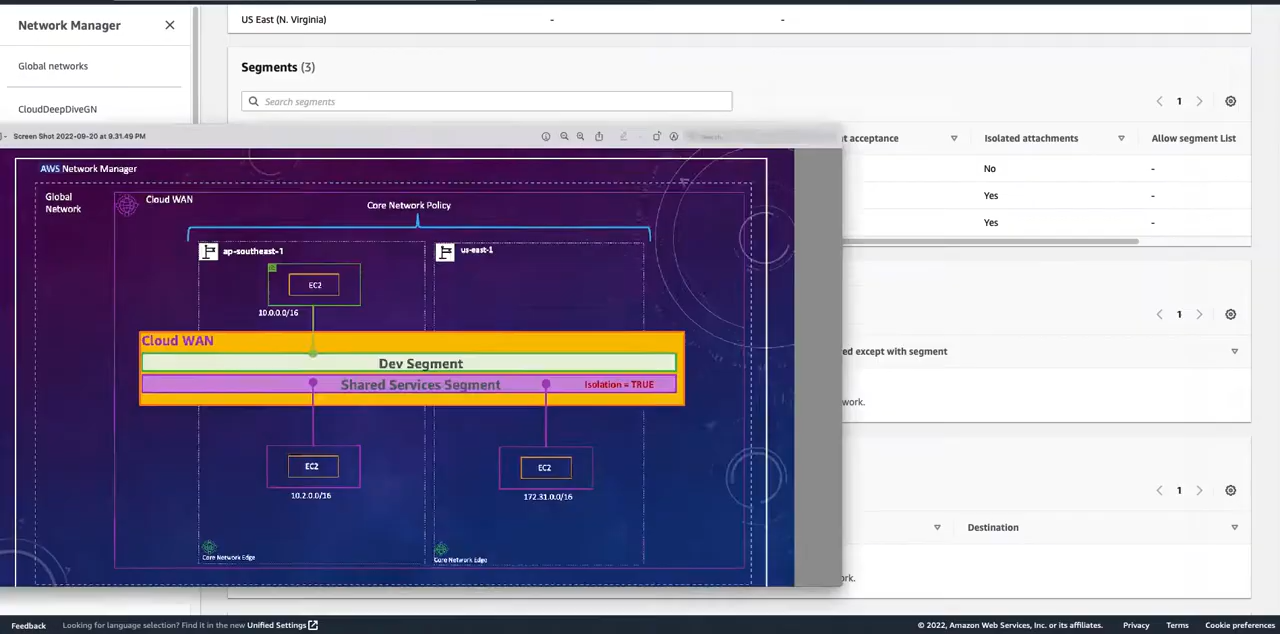 US East (N. Virginia) - -
Network Manager
Global networks
CloudDeepDiveGN
Segments (3)
Search segments
1
t acceptance Isolated attachments Allow segment List
No -
Yes -
Yes -
Screen Shot 2022-09-20 at 9.31.49 PM
AWS Network Manager
Global
Network
Cloud WAN
Core Network Policy
ap-southeast-1
us-east-1
EC2
10.0.0.0/16
Cloud WAN
Dev Segment
Shared Services Segment Isolation = TRUE
EC2
10.2.0.0/16
EC2
172.31.0.0/16
Core Network Edge
Core Network Edge
1
ed except with segment
work.
1
Destination
rk.
Feedback Looking for language selection? Find it in the new Unified Settings
© 2022, Amazon Web Services, Inc. or its affiliates. Privacy Terms Cookie preferences